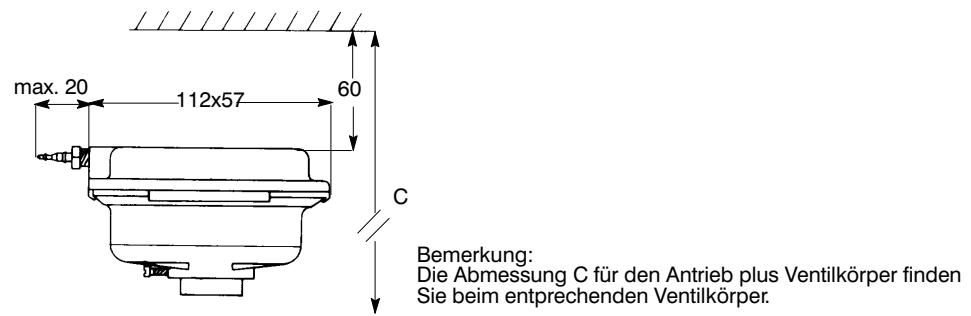 max. 20
112x57
60
C
Bemerkung:
Die Abmessung C für den Antrieb plus Ventilkörper finden
Sie beim entprechenden Ventilkörper.